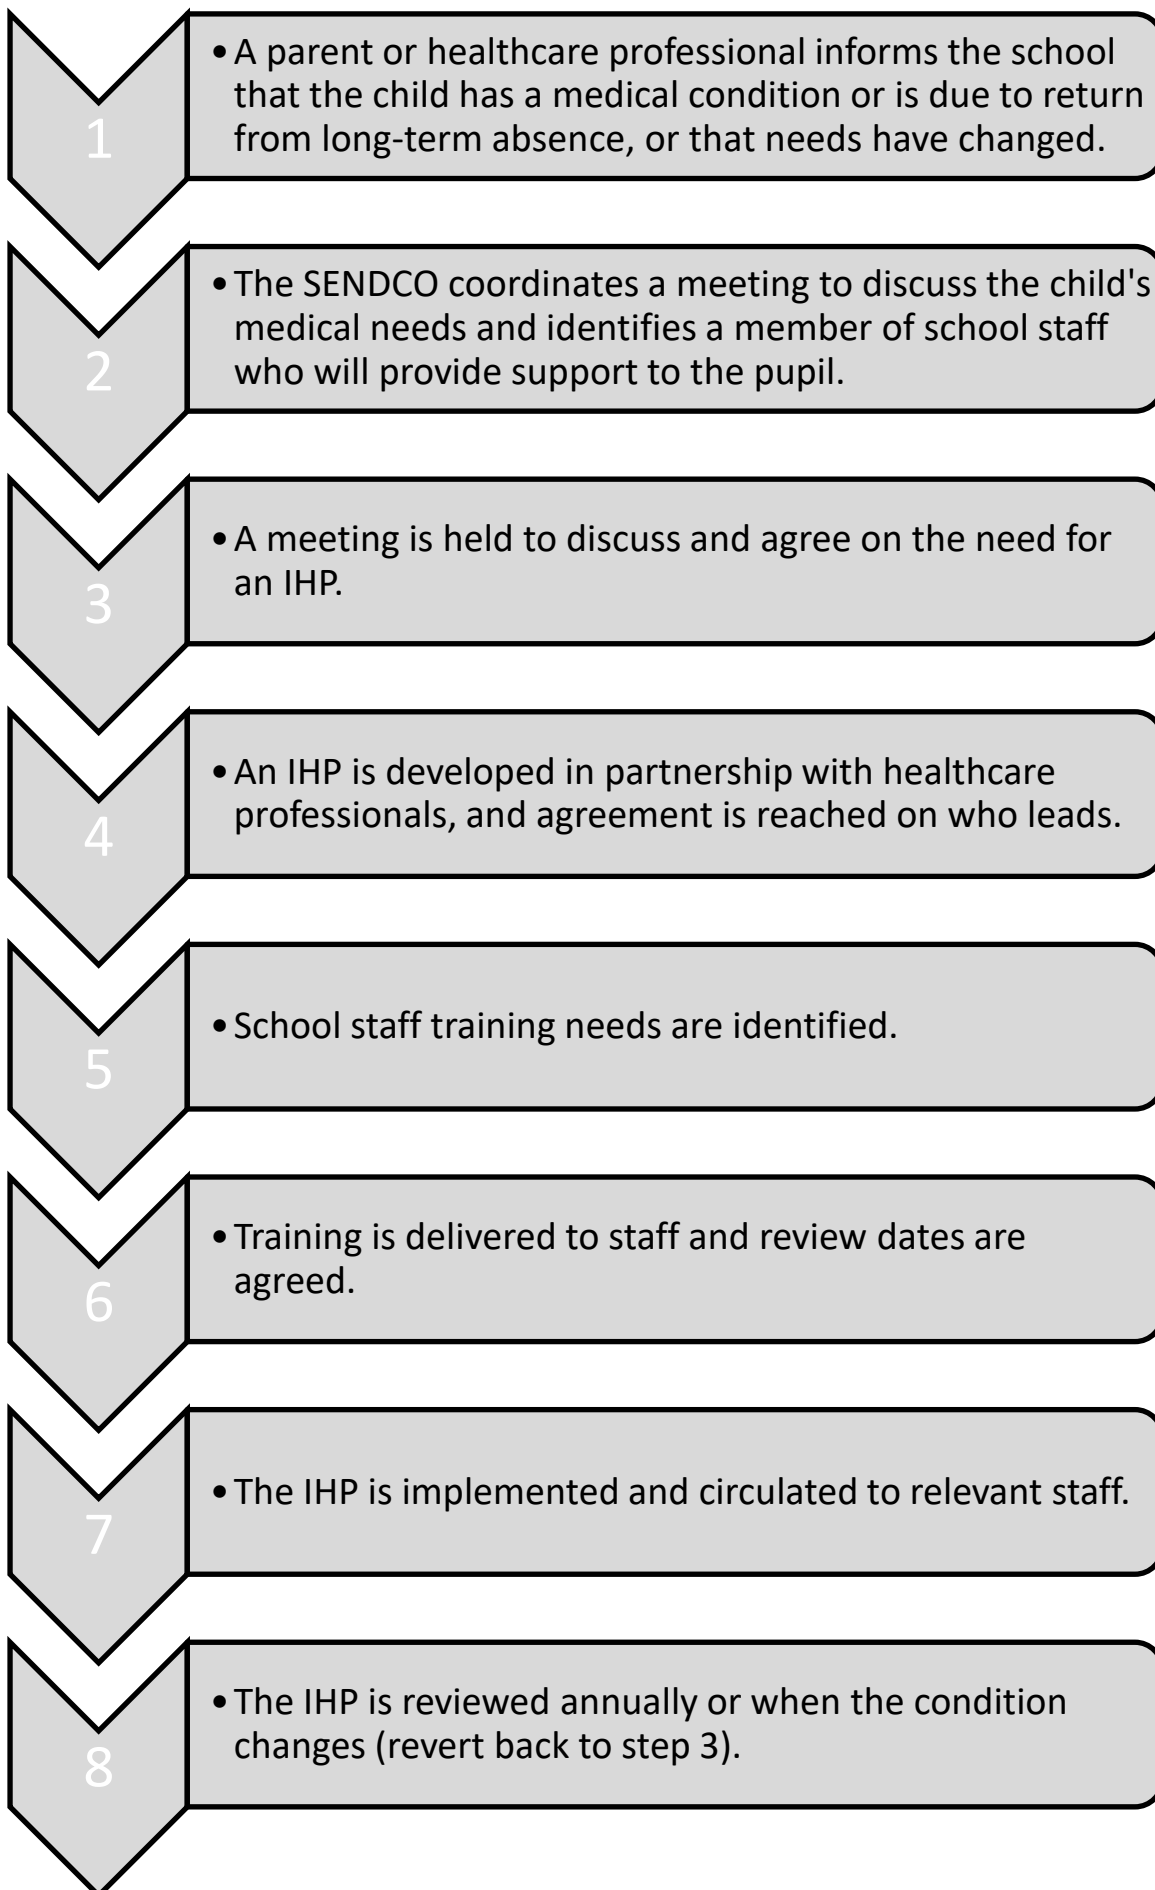 1
• A parent or healthcare professional informs the school
that the child has a medical condition or is due to return
from long-term absence, or that needs have changed.
2
• The SENDCO coordinates a meeting to discuss the child's
medical needs and identifies a member of school staff
who will provide support to the pupil.
3
• A meeting is held to discuss and agree on the need for
an IHP.
4
• An IHP is developed in partnership with healthcare
professionals, and agreement is reached on who leads.
5
• School staff training needs are identified.
6
• Training is delivered to staff and review dates are
agreed.
7
• The IHP is implemented and circulated to relevant staff.
8
• The IHP is reviewed annually or when the condition
changes (revert back to step 3).